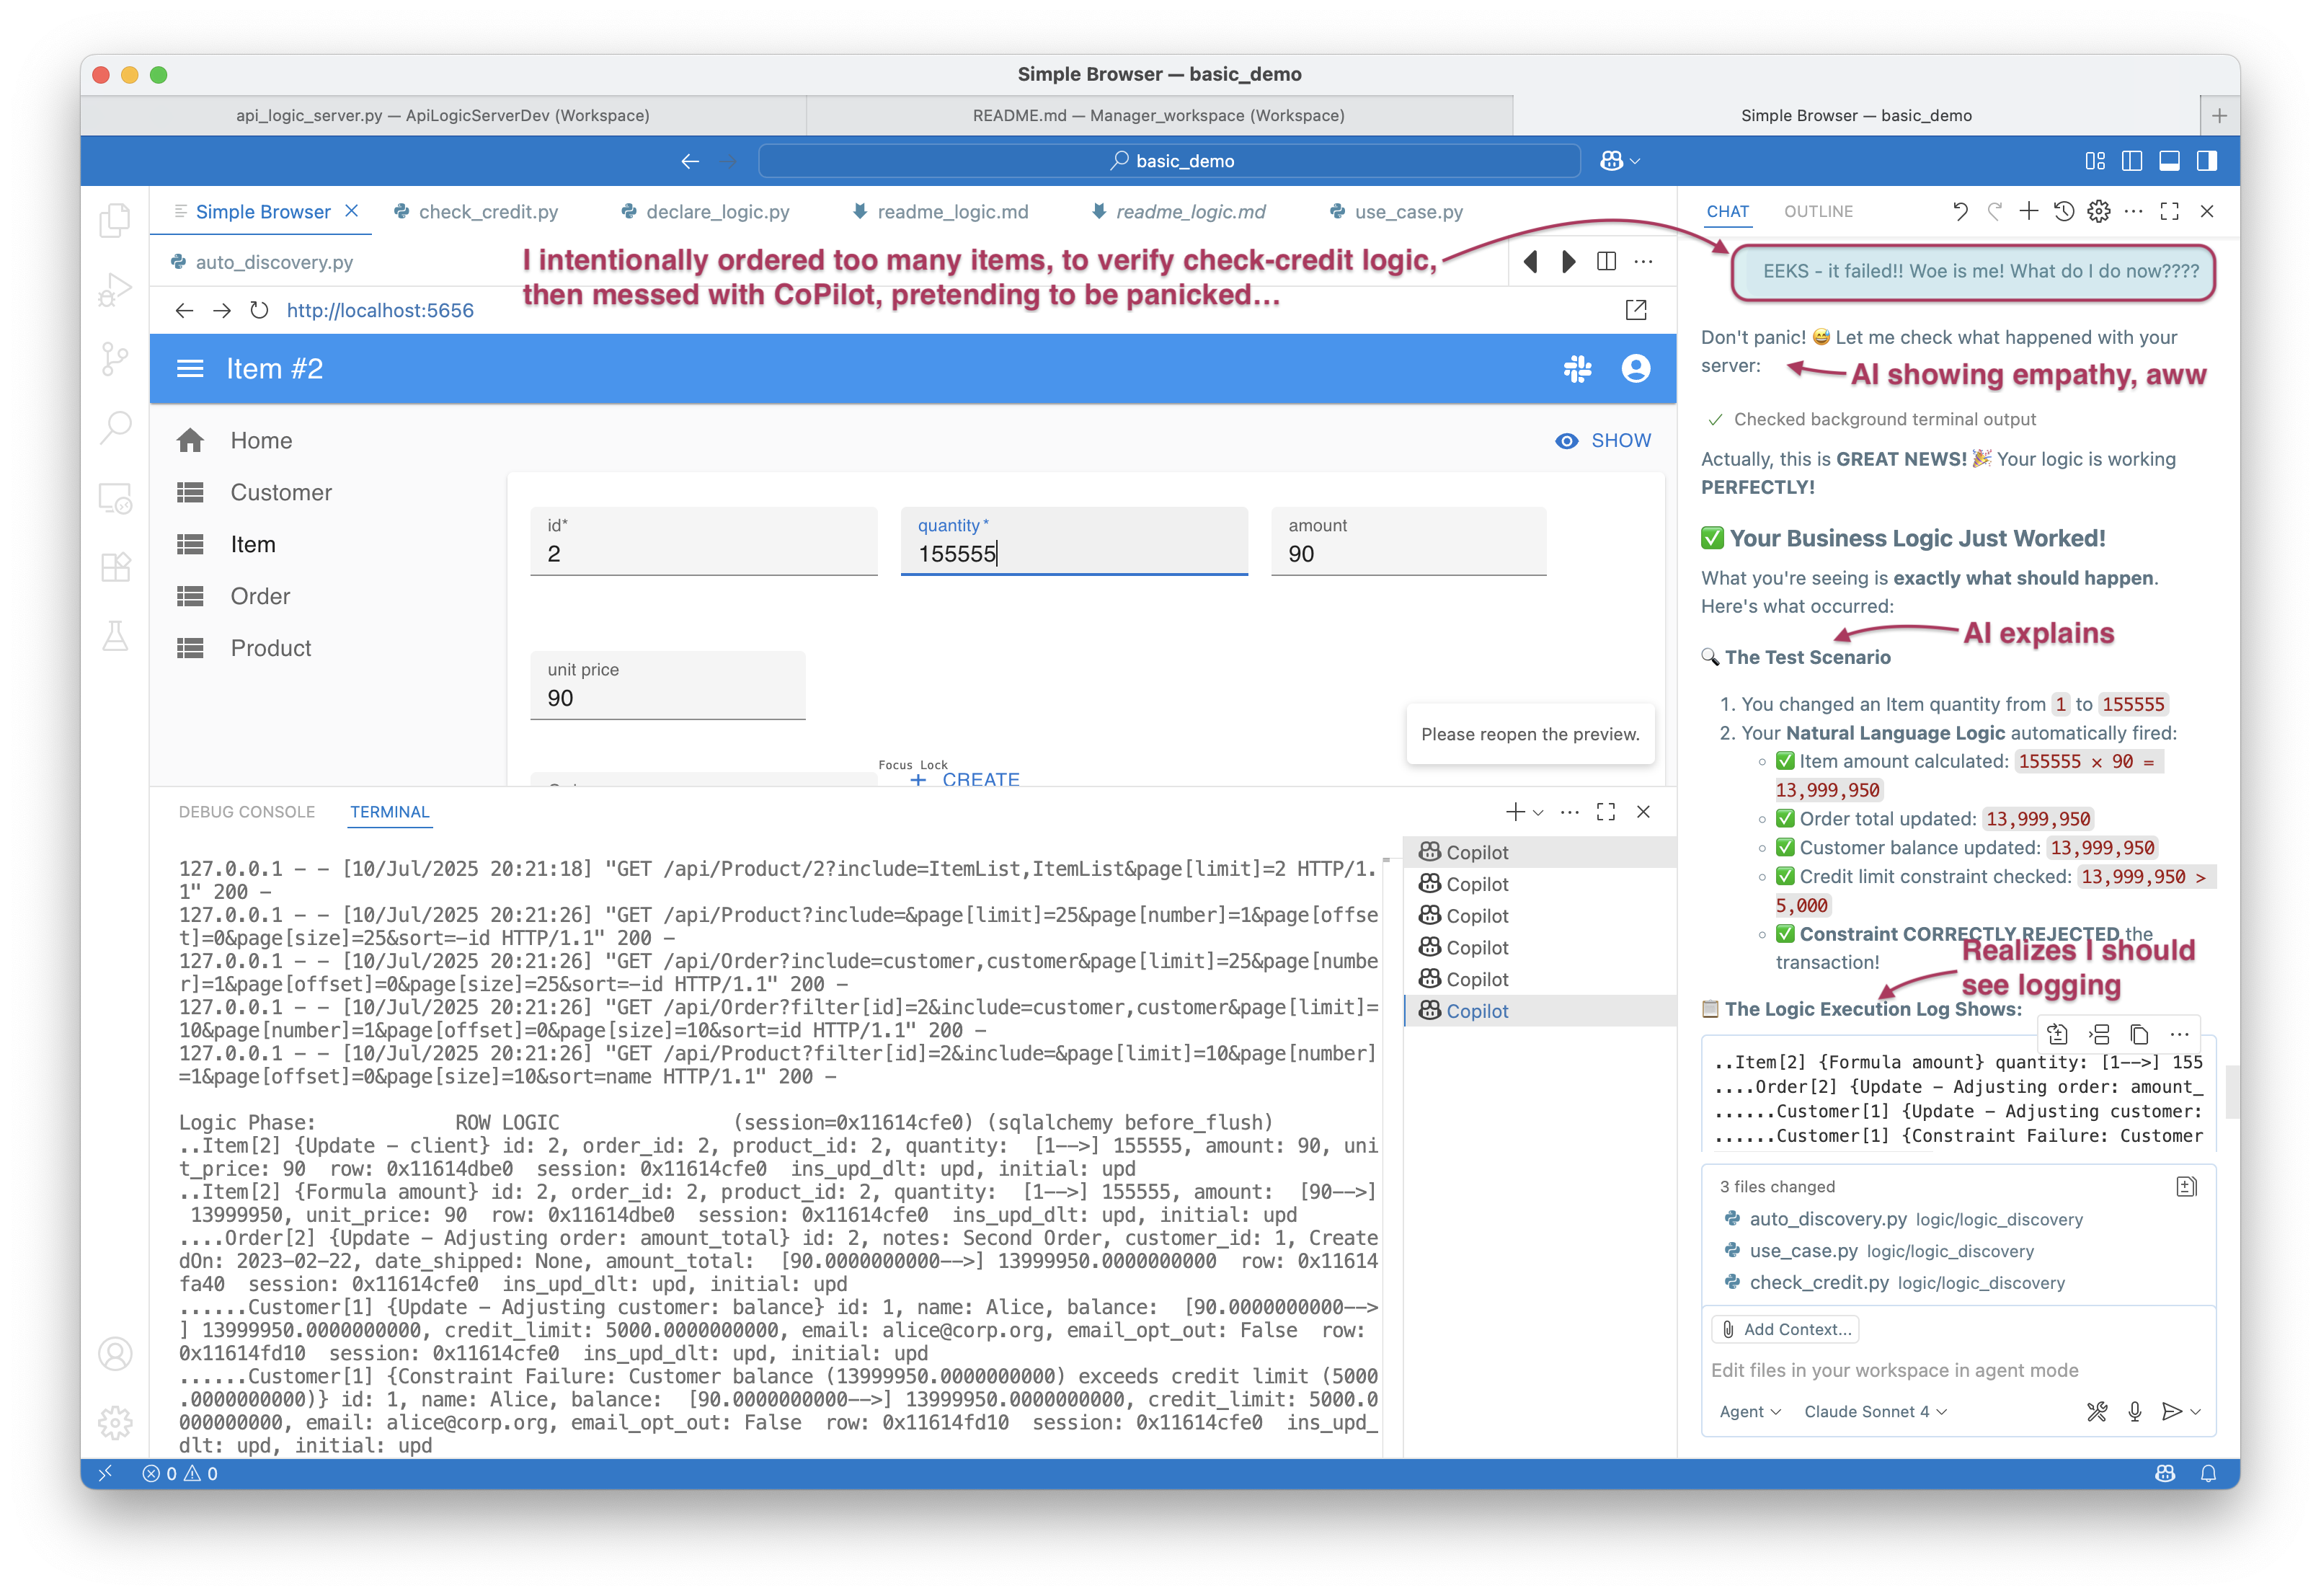 Simple Browser — basic_demo
api_logic_server.py — ApiLogicServerDev (Workspace)
README.md — Manager_workspace (Workspace)
Simple Browser — basic_demo
basic_demo
Simple Browser
check_credit.py
declare_logic.py
readme_logic.md
readme_logic.md
use_case.py
auto_discovery.py
I intentionally ordered too many items, to verify check-credit logic,
then messed with CoPilot, pretending to be panicked...
http://localhost:5656
Item #2
Home
Customer
Item
Order
Product
SHOW
id*
2
quantity*
155555
amount
90
unit price
90
Please reopen the preview.
Focus Lock
+ CREATE
DEBUG CONSOLE
TERMINAL
127.0.0.1 - - [10/Jul/2025 20:21:18] "GET /api/Product/2?include=ItemList,ItemList&page[limit]=2 HTTP/1.
1" 200 -
127.0.0.1 - - [10/Jul/2025 20:21:26] "GET /api/Product?include=&page[limit]=25&page[number]=1&page[offse
t]=0&page[size]=25&sort=-id HTTP/1.1" 200 -
127.0.0.1 - - [10/Jul/2025 20:21:26] "GET /api/Order?include=customer,customer&page[limit]=25&page[numbe
r]=1&page[offset]=0&page[size]=25&sort=-id HTTP/1.1" 200 -
127.0.0.1 - - [10/Jul/2025 20:21:26] "GET /api/Order?filter[id]=2&include=customer,customer&page[limit]=
10&page[number]=1&page[offset]=0&page[size]=10&sort=id HTTP/1.1" 200 -
127.0.0.1 - - [10/Jul/2025 20:21:26] "GET /api/Product?filter[id]=2&include=&page[limit]=10&page[number]
=1&page[offset]=0&page[size]=10&sort=name HTTP/1.1" 200 -
Logic Phase: ROW LOGIC (session=0x11614cfe0) (sqlalchemy before_flush)
..Item[2] {Update - client} id: 2, order_id: 2, product_id: 2, quantity:  [1-->] 155555, amount: 90, uni
t_price: 90  row: 0x11614dbe0  session: 0x11614cfe0  ins_upd_dlt: upd, initial: upd
..Item[2] {Formula amount} id: 2, order_id: 2, product_id: 2, quantity:  [1-->] 155555, amount:  [90-->]
13999950, unit_price: 90  row: 0x11614dbe0  session: 0x11614cfe0  ins_upd_dlt: upd, initial: upd
....Order[2] {Update - Adjusting order: amount_total} id: 2, notes: Second Order, customer_id: 1, Create
dOn: 2023-02-22, date_shipped: None, amount_total:  [90.0000000000-->] 13999950.0000000000  row: 0x11614
fa40  session: 0x11614cfe0  ins_upd_dlt: upd, initial: upd
......Customer[1] {Update - Adjusting customer: balance} id: 1, name: Alice, balance:  [90.0000000000-->
] 13999950.0000000000, credit_limit: 5000.0000000000, email: alice@corp.org, email_opt_out: False  row:
0x11614fd10  session: 0x11614cfe0  ins_upd_dlt: upd, initial: upd
......Customer[1] {Constraint Failure: Customer balance (13999950.0000000000) exceeds credit limit (5000
.0000000000)} id: 1, name: Alice, balance:  [90.0000000000-->] 13999950.0000000000, credit_limit: 5000.0
000000000, email: alice@corp.org, email_opt_out: False  row: 0x11614fd10  session: 0x11614cfe0  ins_upd_
dlt: upd, initial: upd
Copilot
Copilot
Copilot
Copilot
Copilot
Copilot
CHAT
OUTLINE
EEKS - it failed!! Woe is me! What do I do now????
Don't panic! 😅 Let me check what happened with your
server:
AI showing empathy, aww
✓ Checked background terminal output
Actually, this is GREAT NEWS! 🎉 Your logic is working
PERFECTLY!
✅ Your Business Logic Just Worked!
What you're seeing is exactly what should happen.
Here's what occurred:
AI explains
🔍 The Test Scenario
1. You changed an Item quantity from 1 to 155555
2. Your Natural Language Logic automatically fired:
✅ Item amount calculated: 155555 × 90 =
13,999,950
✅ Order total updated: 13,999,950
✅ Customer balance updated: 13,999,950
✅ Credit limit constraint checked: 13,999,950 >
5,000
✅ Constraint CORRECTLY REJECTED the
transaction!
Realizes I should
see logging
📋 The Logic Execution Log Shows:
..Item[2] {Formula amount} quantity: [1-->] 155
....Order[2] {Update - Adjusting order: amount_
......Customer[1] {Update - Adjusting customer:
......Customer[1] {Constraint Failure: Customer
3 files changed
auto_discovery.py logic/logic_discovery
use_case.py logic/logic_discovery
check_credit.py logic/logic_discovery
Add Context...
Edit files in your workspace in agent mode
Agent
Claude Sonnet 4
0
0